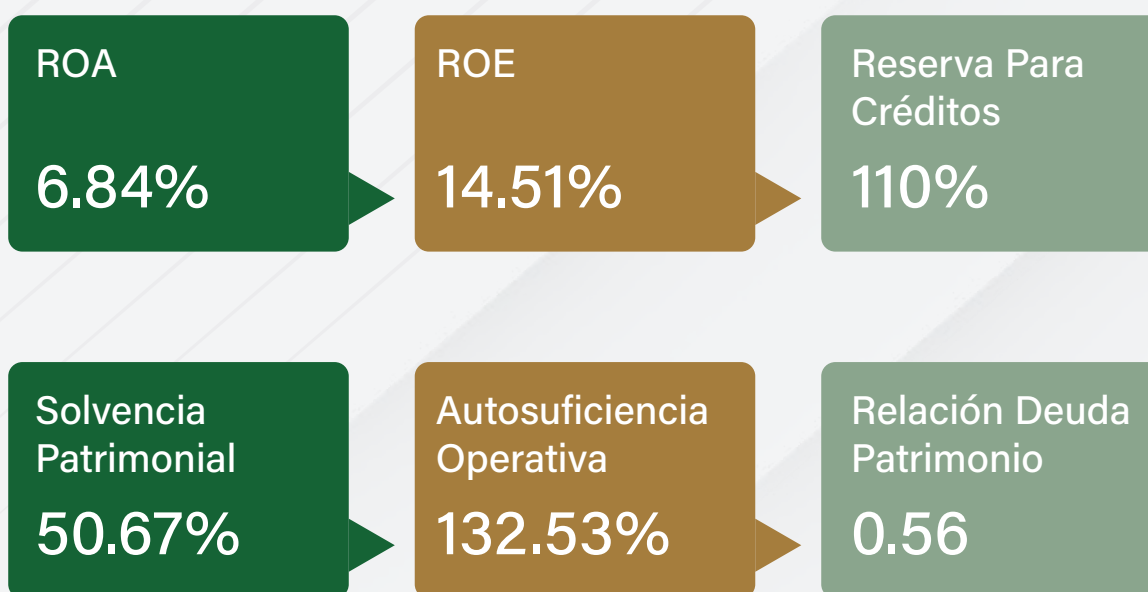 ROA
6.84%
ROE
14.51%
Reserva Para
Créditos
110%
Solvencia
Patrimonial
50.67%
Autosuficiencia
Operativa
132.53%
Relación Deuda
Patrimonio
0.56